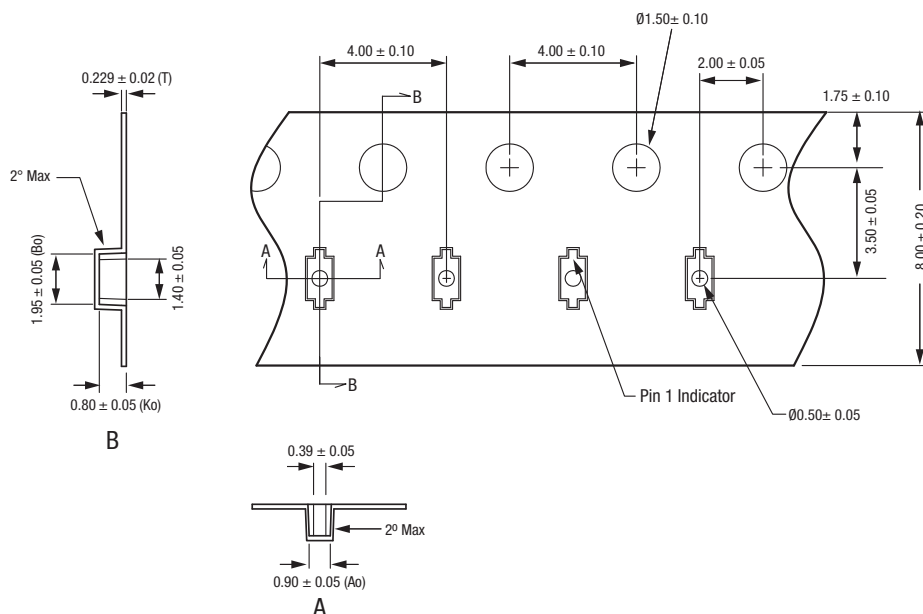 Ø1.50± 0.10
4.00 ± 0.10
4.00 ± 0.10
2.00 ± 0.05
0.229 ± 0.02 (T)
B
1.75 ± 0.10
2° Max
A
A
3.50 ± 0.05
8.00 ± 0.20
1.95 ± 0.05 (Bo)
1.40 ± 0.05
B
Pin 1 Indicator
Ø0.50± 0.05
0.80 ± 0.05 (Ko)
B
0.39 ± 0.05
2º Max
0.90 ± 0.05 (Ao)
A